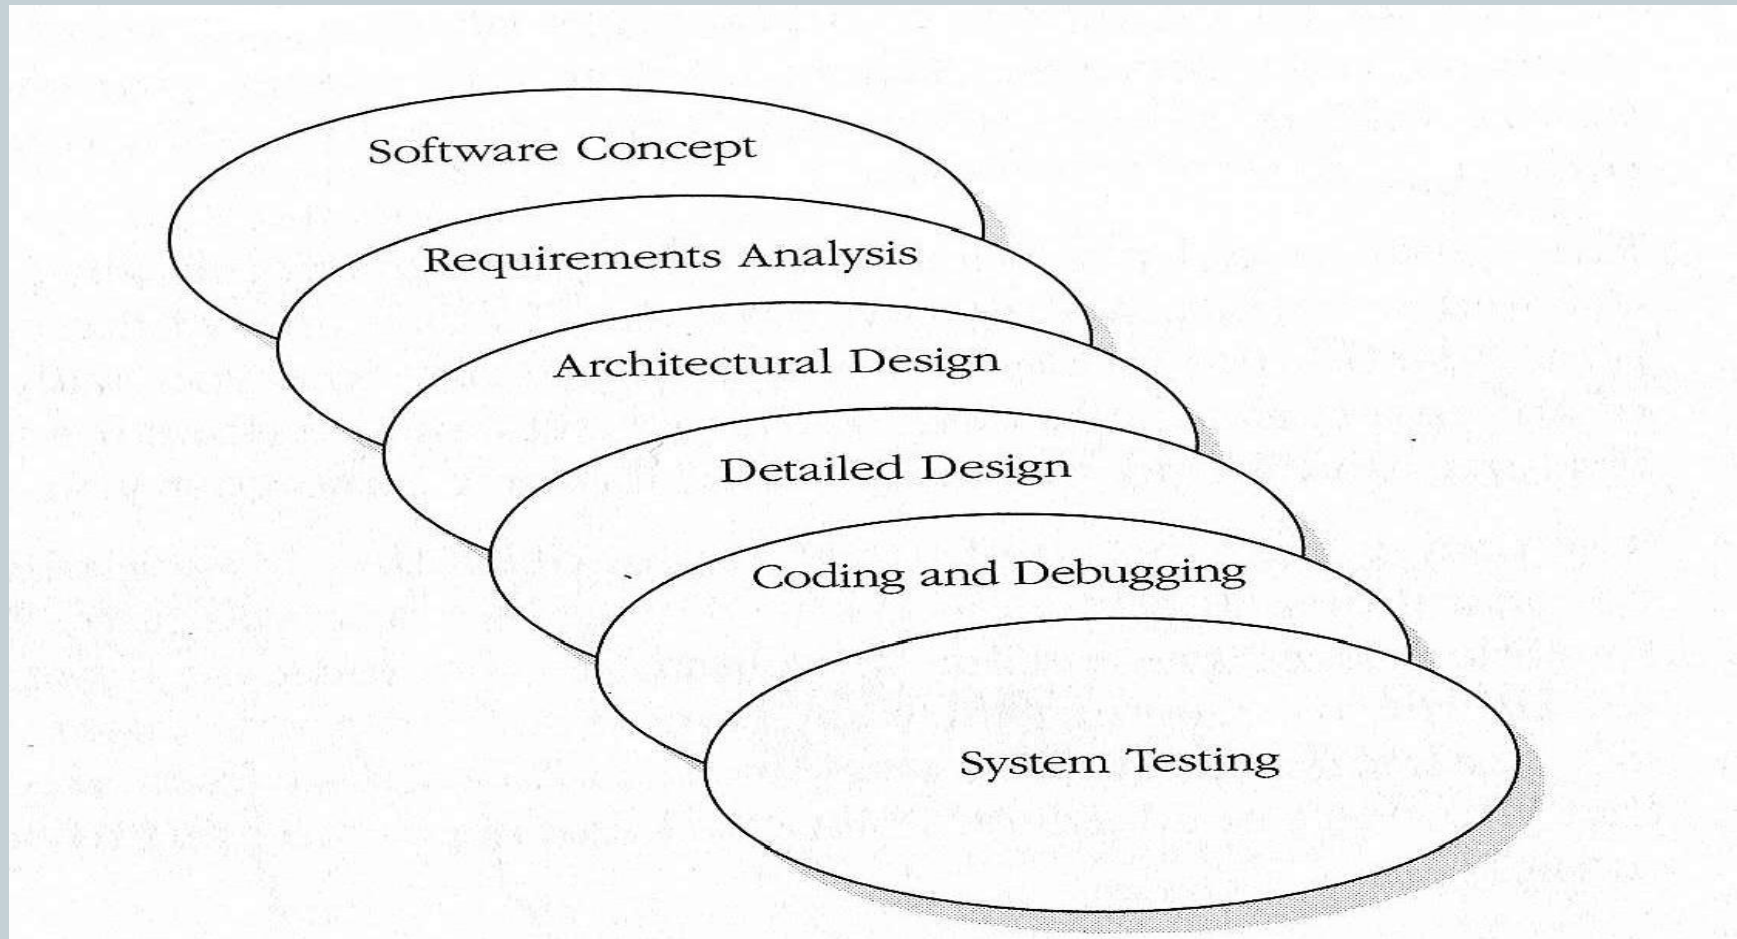 Software Concept
Requirements Analysis
Architectural Design
Detailed Design
Coding and Debugging
System Testing